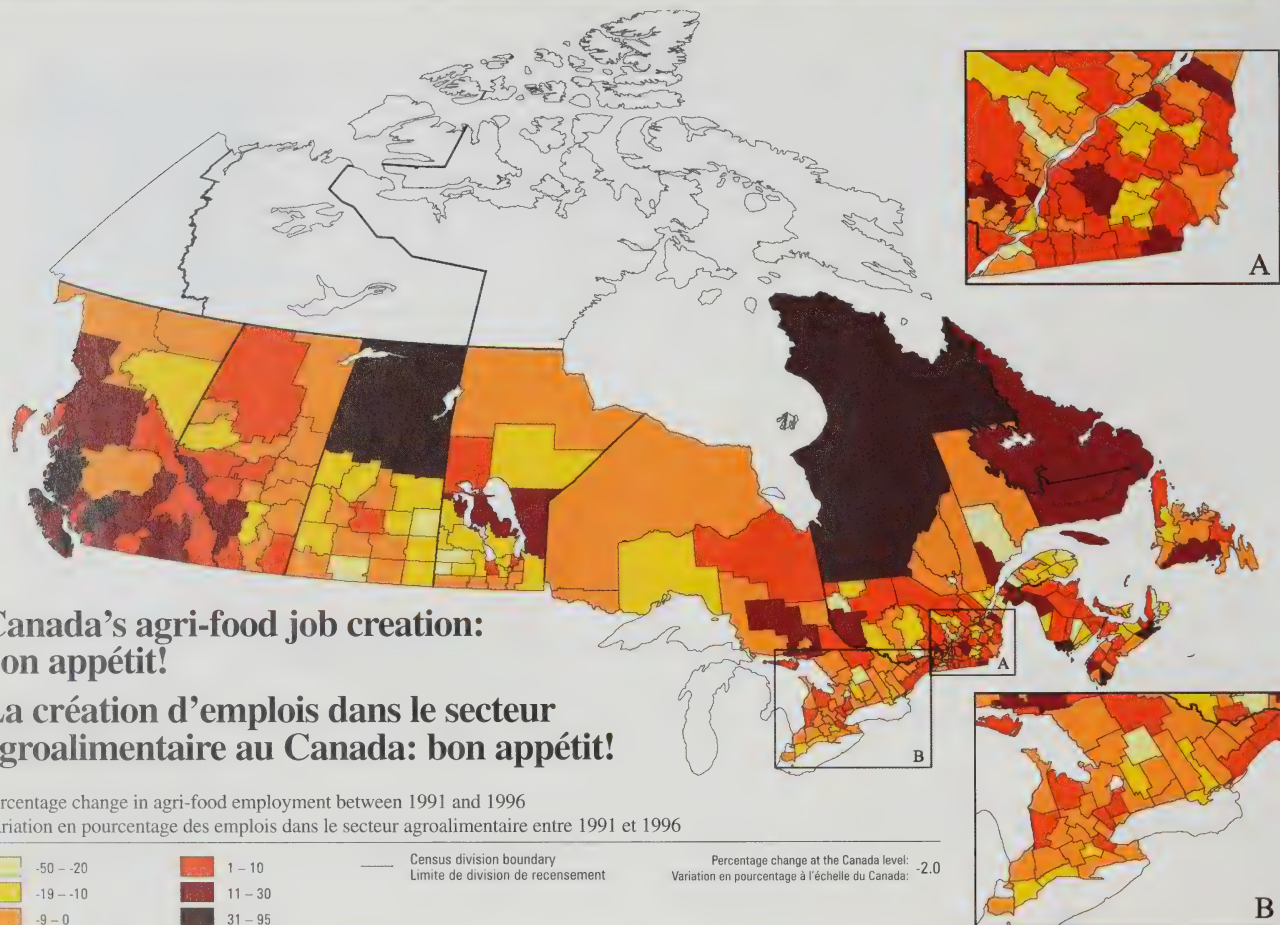 Canada's agri-food job creation:
on appétit!
La création d'emplois dans le secteur
groalimentaire au Canada: bon appétit!
rcentage change in agri-food employment between 1991 and 1996
ariation en pourcentage des emplois dans le secteur agroalimentaire entre 1991 et 1996
-50 – -20
-19 – -10
-9 – 0
1 – 10
11 – 30
31 – 95
Census division boundary
Limite de division de recensement
Percentage change at the Canada level:
Variation en pourcentage à l'échelle du Canada:
-2.0
A
B
A
B